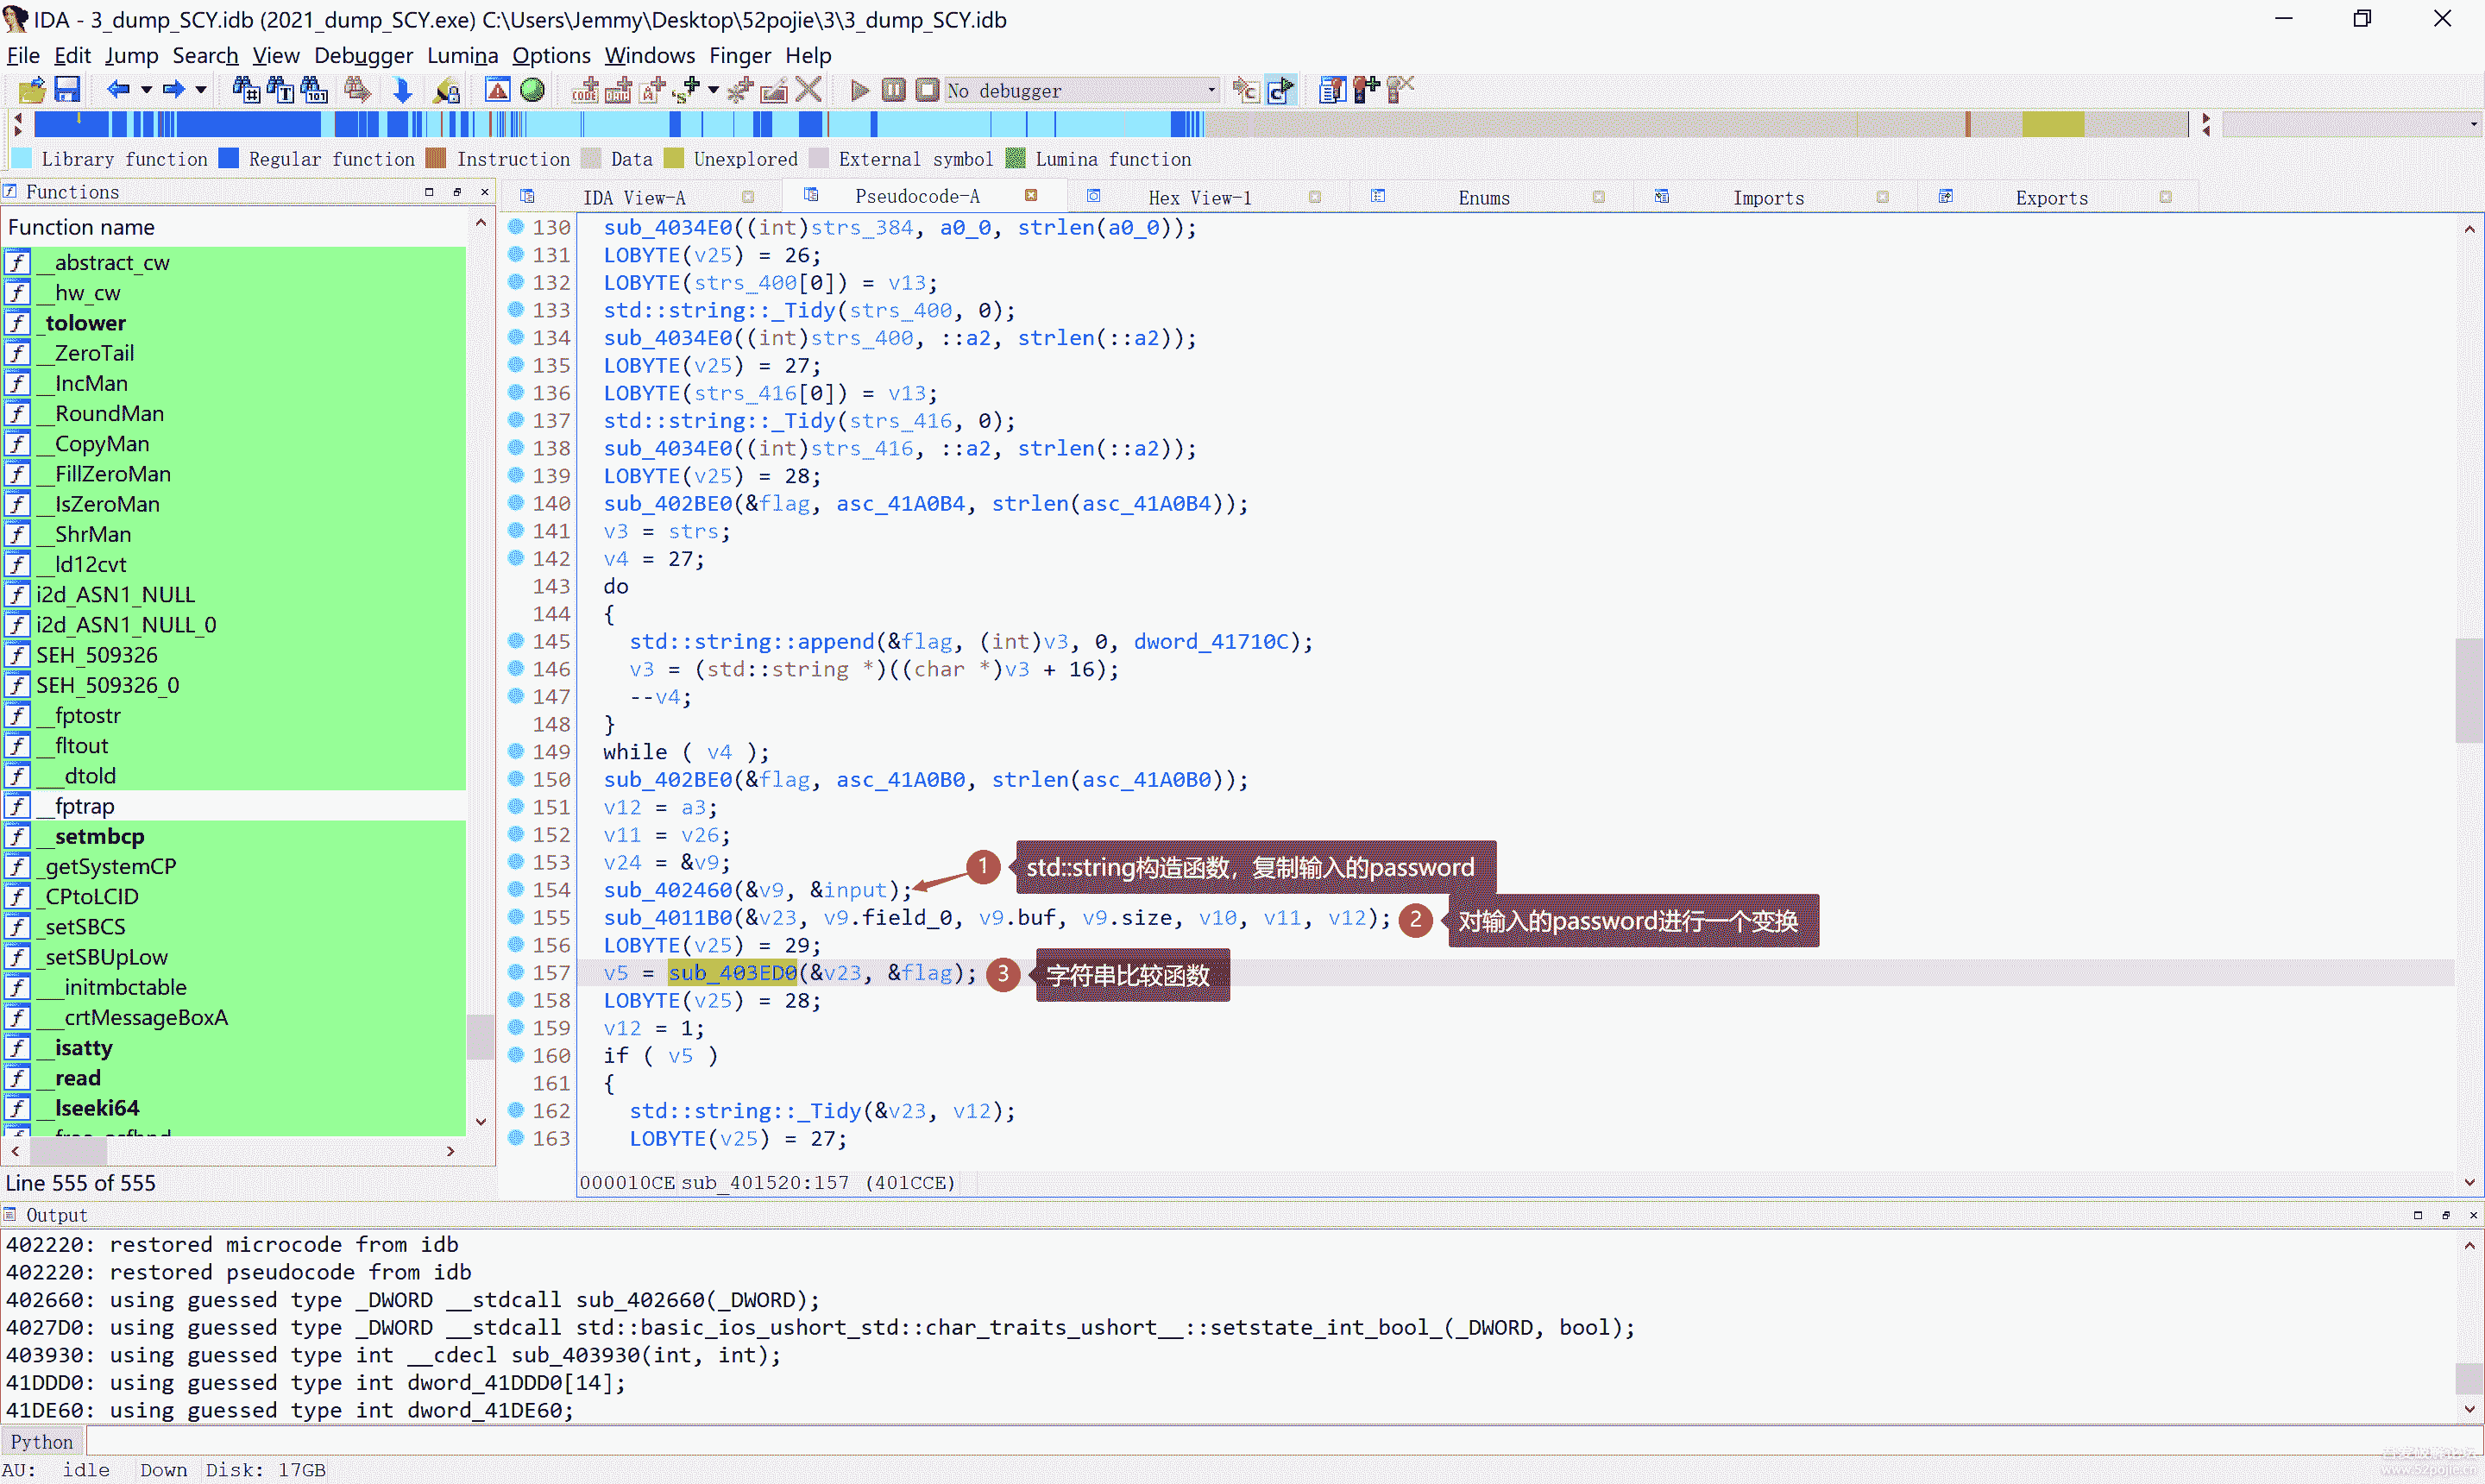 IDA - 3_dump_SCY.idb (2021_dump_SCY.exe) C:\Users\Jemmy\Desktop\52pojie\3\3_dump_SCY.idb
File Edit Jump Search View Debugger Lumina Options Windows Finger Help
No debugger
Library function Regular function Instruction Data Unexplored External symbol Lumina function
Functions
Function name
__abstract_cw
__hw_cw
_tolower
__ZeroTail
__IncMan
__RoundMan
__CopyMan
__FillZeroMan
__IsZeroMan
__ShrMan
__ld12cvt
i2d_ASN1_NULL
i2d_ASN1_NULL_0
SEH_509326
SEH_509326_0
__fptostr
__fltout
___dtold
__fptrap
__setmbcp
_getSystemCP
_CPtoLCID
_setSBCS
_setSBUpLow
___initmbctable
___crtMessageBoxA
__isatty
__read
__lseeki64
Line 555 of 555
IDA View-A Pseudocode-A Hex View-1 Enums Imports Exports
130 sub_4034E0((int)strs_384, a0_0, strlen(a0_0));
131 LOBYTE(v25) = 26;
132 LOBYTE(strs_400[0]) = v13;
133 std::string::_Tidy(strs_400, 0);
134 sub_4034E0((int)strs_400, ::a2, strlen(::a2));
135 LOBYTE(v25) = 27;
136 LOBYTE(strs_416[0]) = v13;
137 std::string::_Tidy(strs_416, 0);
138 sub_4034E0((int)strs_416, ::a2, strlen(::a2));
139 LOBYTE(v25) = 28;
140 sub_402BE0(&flag, asc_41A0B4, strlen(asc_41A0B4));
141 v3 = strs;
142 v4 = 27;
143 do
144 {
145 std::string::append(&flag, (int)v3, 0, dword_41710C);
146 v3 = (std::string *)((char *)v3 + 16);
147 --v4;
148 }
149 while ( v4 );
150 sub_402BE0(&flag, asc_41A0B0, strlen(asc_41A0B0));
151 v12 = a3;
152 v11 = v26;
153 v24 = &v9;
1 std::string构造函数，复制输入的password
154 sub_402460(&v9, &input);
155 sub_4011B0(&v23, v9.field_0, v9.buf, v9.size, v10, v11, v12); 2 对输入的password进行一个变换
156 LOBYTE(v25) = 29;
157 v5 = sub_403ED0(&v23, &flag); 3 字符串比较函数
158 LOBYTE(v25) = 28;
159 v12 = 1;
160 if ( v5 )
161 {
162 std::string::_Tidy(&v23, v12);
163 LOBYTE(v25) = 27;
000010CE sub_401520:157 (401CCE)
Output
402220: restored microcode from idb
402220: restored pseudocode from idb
402660: using guessed type _DWORD __stdcall sub_402660(_DWORD);
4027D0: using guessed type _DWORD __stdcall std::basic_ios_ushort_std::char_traits_ushort__::setstate_int_bool_(_DWORD, bool);
403930: using guessed type int __cdecl sub_403930(int, int);
41DDD0: using guessed type int dword_41DDD0[14];
41DE60: using guessed type int dword_41DE60;
Python
AU: idle Down Disk: 17GB
吾爱破解论坛
www.52pojie.cn